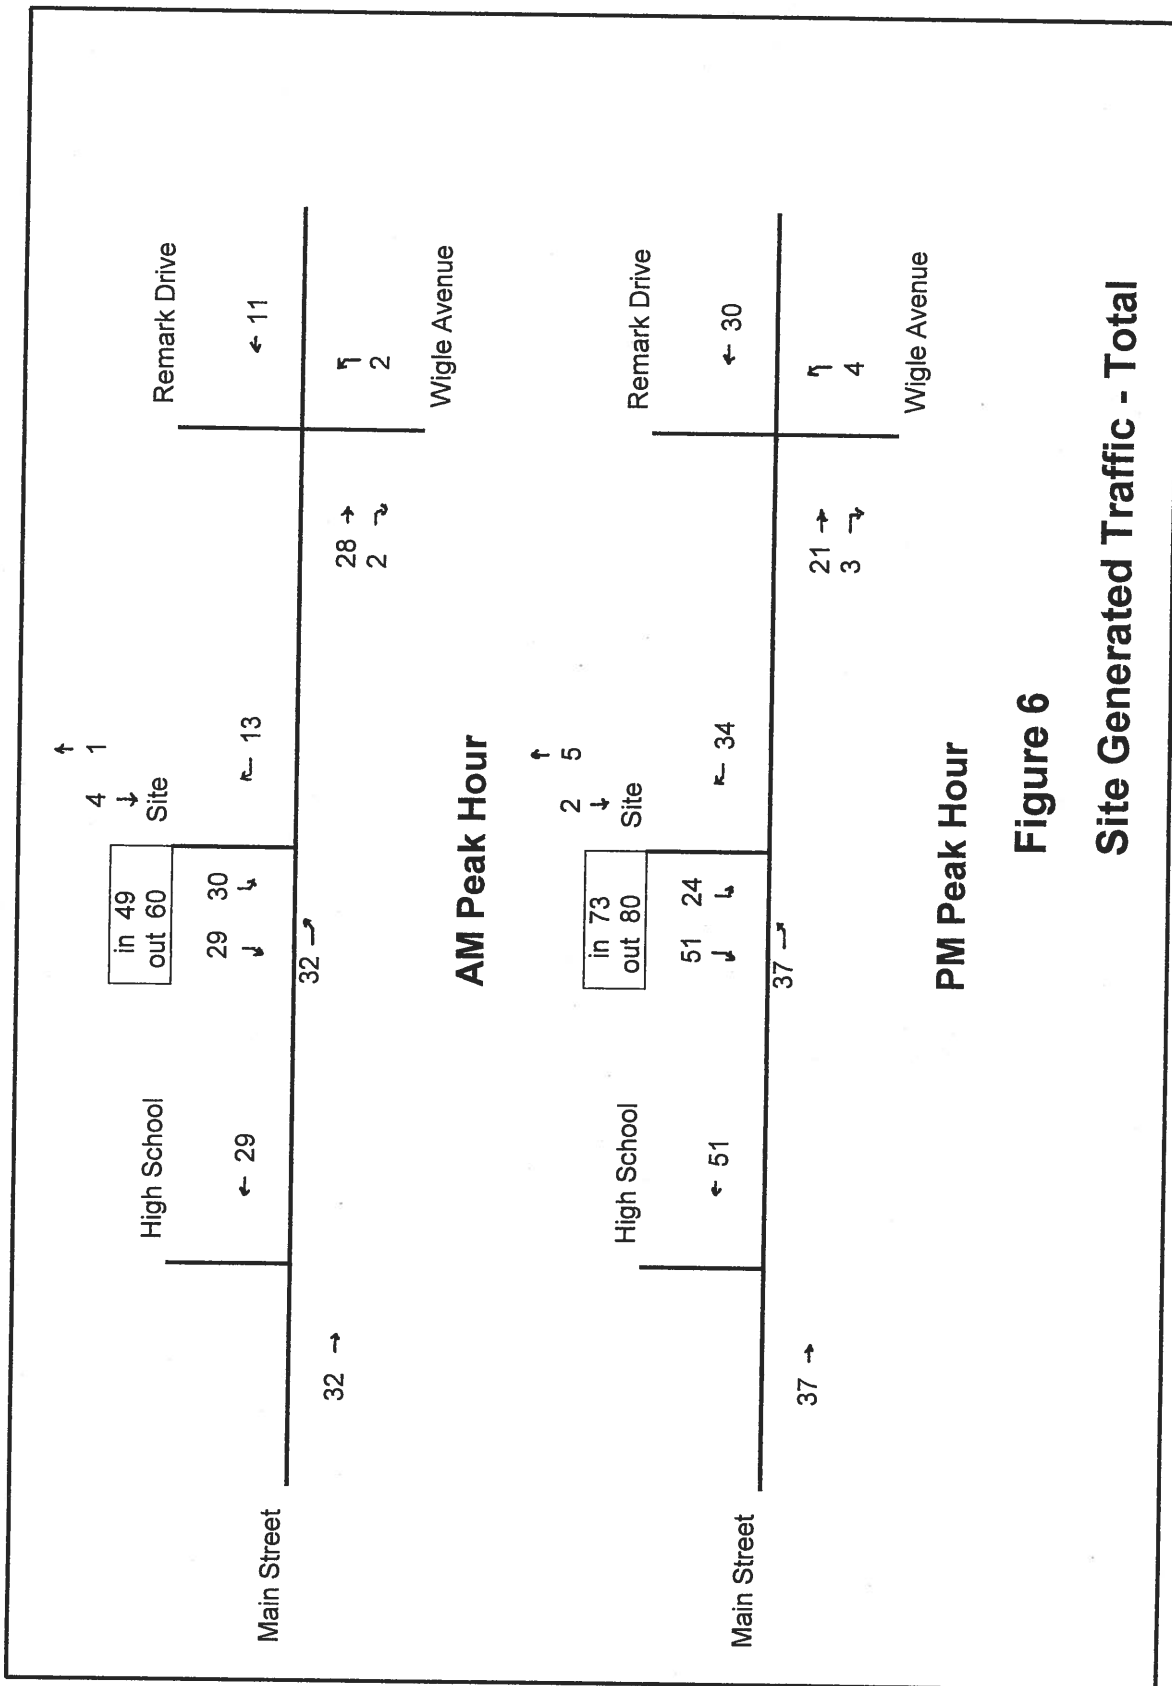 ↑
4 1
↓
Site
in 49
out 60
High School
Remark Drive
29 30
↓ ↳
← 29
↖ 13
← 11
Main Street
32 →
32 ⤴
28 →
2 ↴
↰
2
Wigle Avenue
AM Peak Hour
↑
2 5
↓
Site
in 73
out 80
High School
Remark Drive
51 24
↓ ↳
← 51
↖ 34
← 30
Main Street
37 →
37 ⤴
21 →
3 ↴
↰
4
Wigle Avenue
PM Peak Hour
Figure 6
Site Generated Traffic - Total